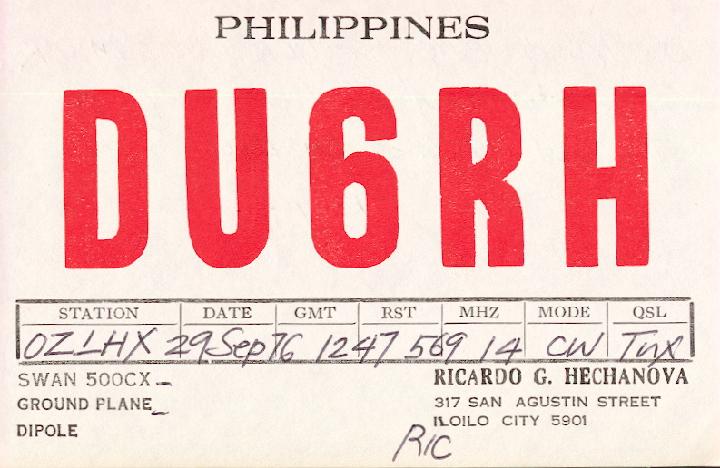 PHILIPPINES
DU6RH
STATION DATE GMT RST MHZ MODE QSL
OZ1HX 29 Sep 76 1247 569 14 CW TNX
SWAN 500CX
GROUND PLANE
DIPOLE
RICARDO G. HECHANOVA
317 SAN AGUSTIN STREET
ILOILO CITY 5901
RIC